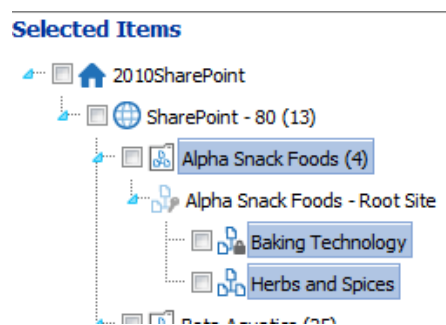 Selected Items
2010SharePoint
SharePoint - 80 (13)
Alpha Snack Foods (4)
Alpha Snack Foods - Root Site
Baking Technology
Herbs and Spices